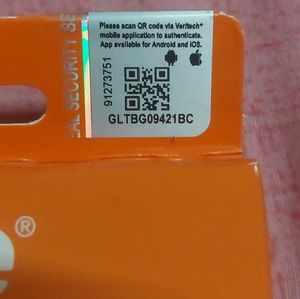 Please scan QR code via Veritech+
mobile application to authenticate.
App available for Android and IOS.
91273751
GLTBG09421BC
SECURITY
®